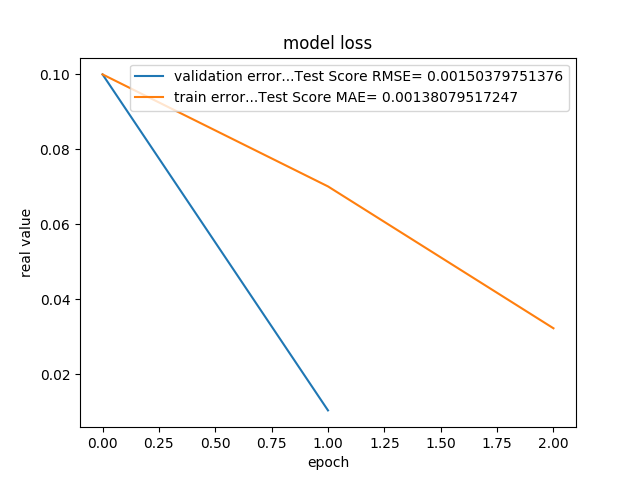 model loss
validation error...Test Score RMSE= 0.00150379751376
train error...Test Score MAE= 0.00138079517247
0.10
0.08
0.06
0.04
0.02
real value
0.00 0.25 0.50 0.75 1.00 1.25 1.50 1.75 2.00
epoch